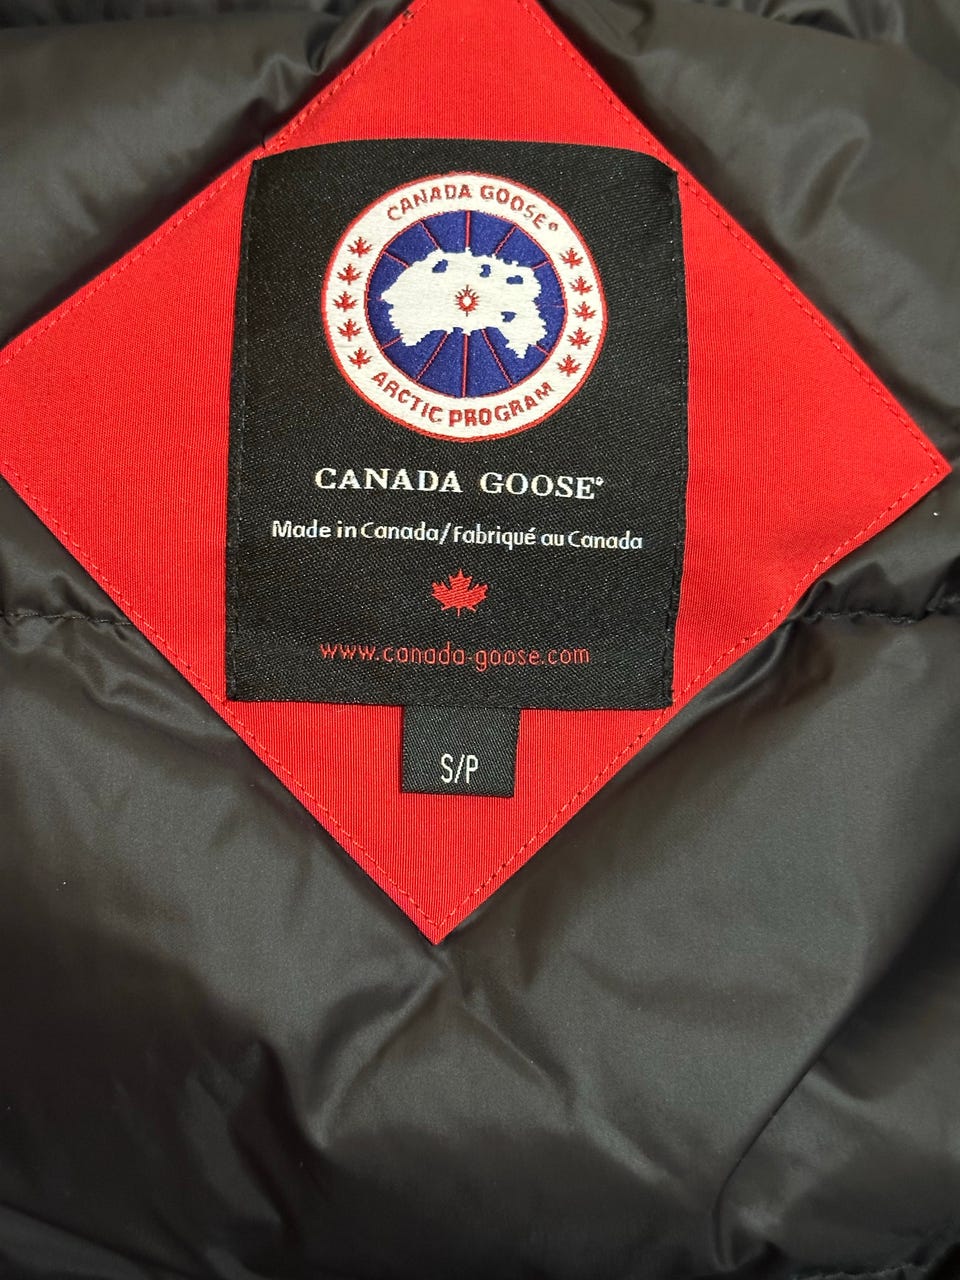 CANADA GOOSE®
ARCTIC PROGRAM
CANADA GOOSE®
Made in Canada/Fabriqué au Canada
www.canada-goose.com
S/P